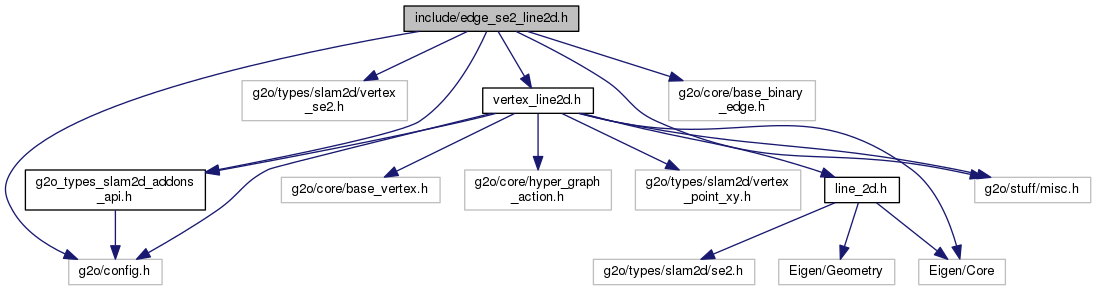 include/edge_se2_line2d.h
g2o/types/slam2d/vertex
_se2.h
vertex_line2d.h
g2o/core/base_binary
_edge.h
g2o_types_slam2d_addons
_api.h
g2o/core/base_vertex.h
g2o/core/hyper_graph
_action.h
g2o/types/slam2d/vertex
_point_xy.h
line_2d.h
g2o/stuff/misc.h
g2o/config.h
g2o/types/slam2d/se2.h
Eigen/Geometry
Eigen/Core